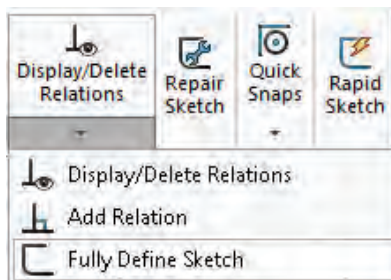 Display/Delete
Relations
Repair
Sketch
Quick
Snaps
Rapid
Sketch
Display/Delete Relations
Add Relation
Fully Define Sketch